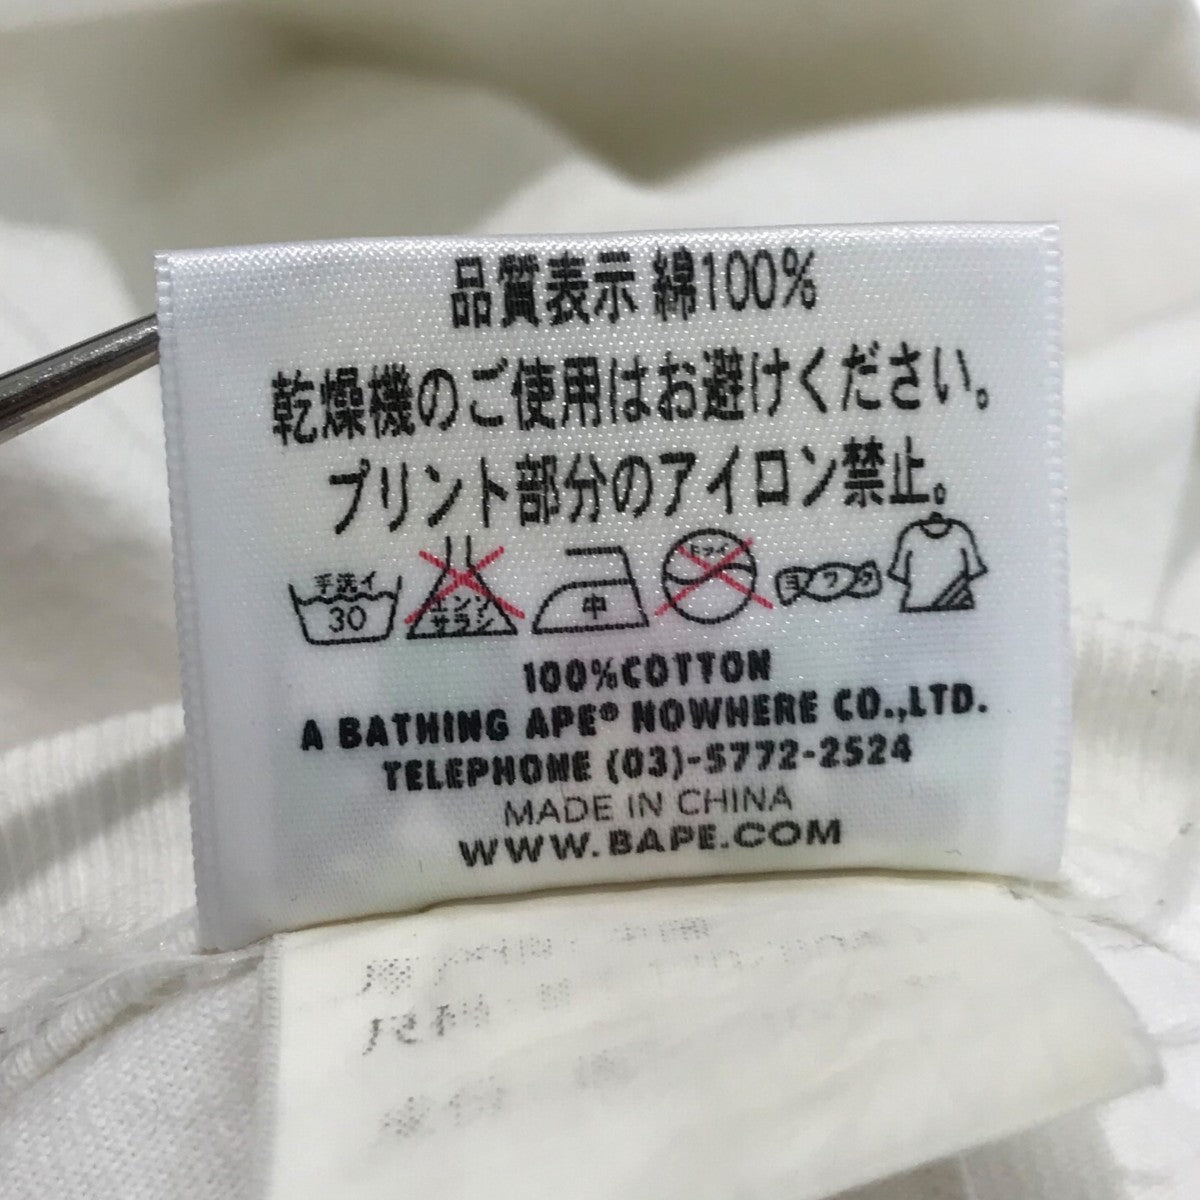 品質表示 綿100%
乾燥機のご使用はお避けください。
プリント部分のアイロン禁止。
手洗イ 30 エンソサラシ 中 ドライ ヨワク
100%COTTON
A BATHING APE® NOWHERE CO.,LTD.
TELEPHONE (03)-5772-2524
MADE IN CHINA
WWW.BAPE.COM